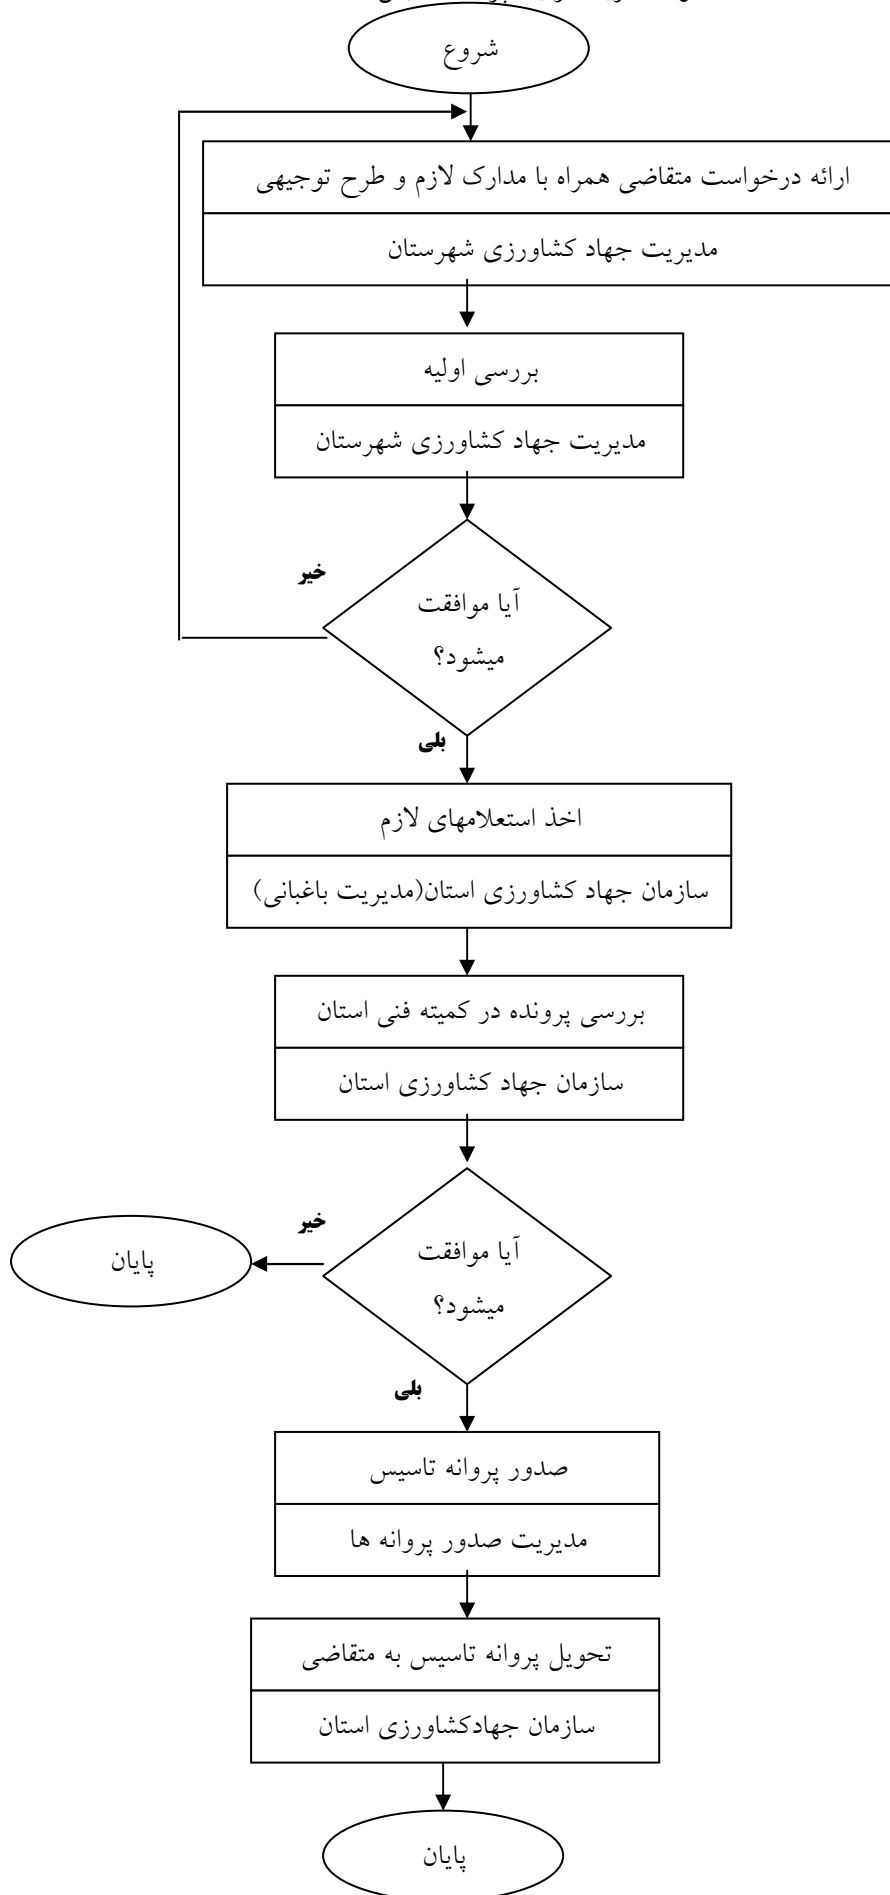 شروع
ارائه درخواست متقاضی همراه با مدارک لازم و طرح توجیهی
مدیریت جهاد کشاورزی شهرستان
بررسی اولیه
مدیریت جهاد کشاورزی شهرستان
خیر
آیا موافقت
میشود؟
بلی
اخذ استعلامهای لازم
سازمان جهاد کشاورزی استان(مدیریت باغبانی)
بررسی پرونده در کمیته فنی استان
سازمان جهاد کشاورزی استان
خیر
آیا موافقت
میشود؟
پایان
بلی
صدور پروانه تاسیس
مدیریت صدور پروانه ها
تحویل پروانه تاسیس به متقاضی
سازمان جهادکشاورزی استان
پایان